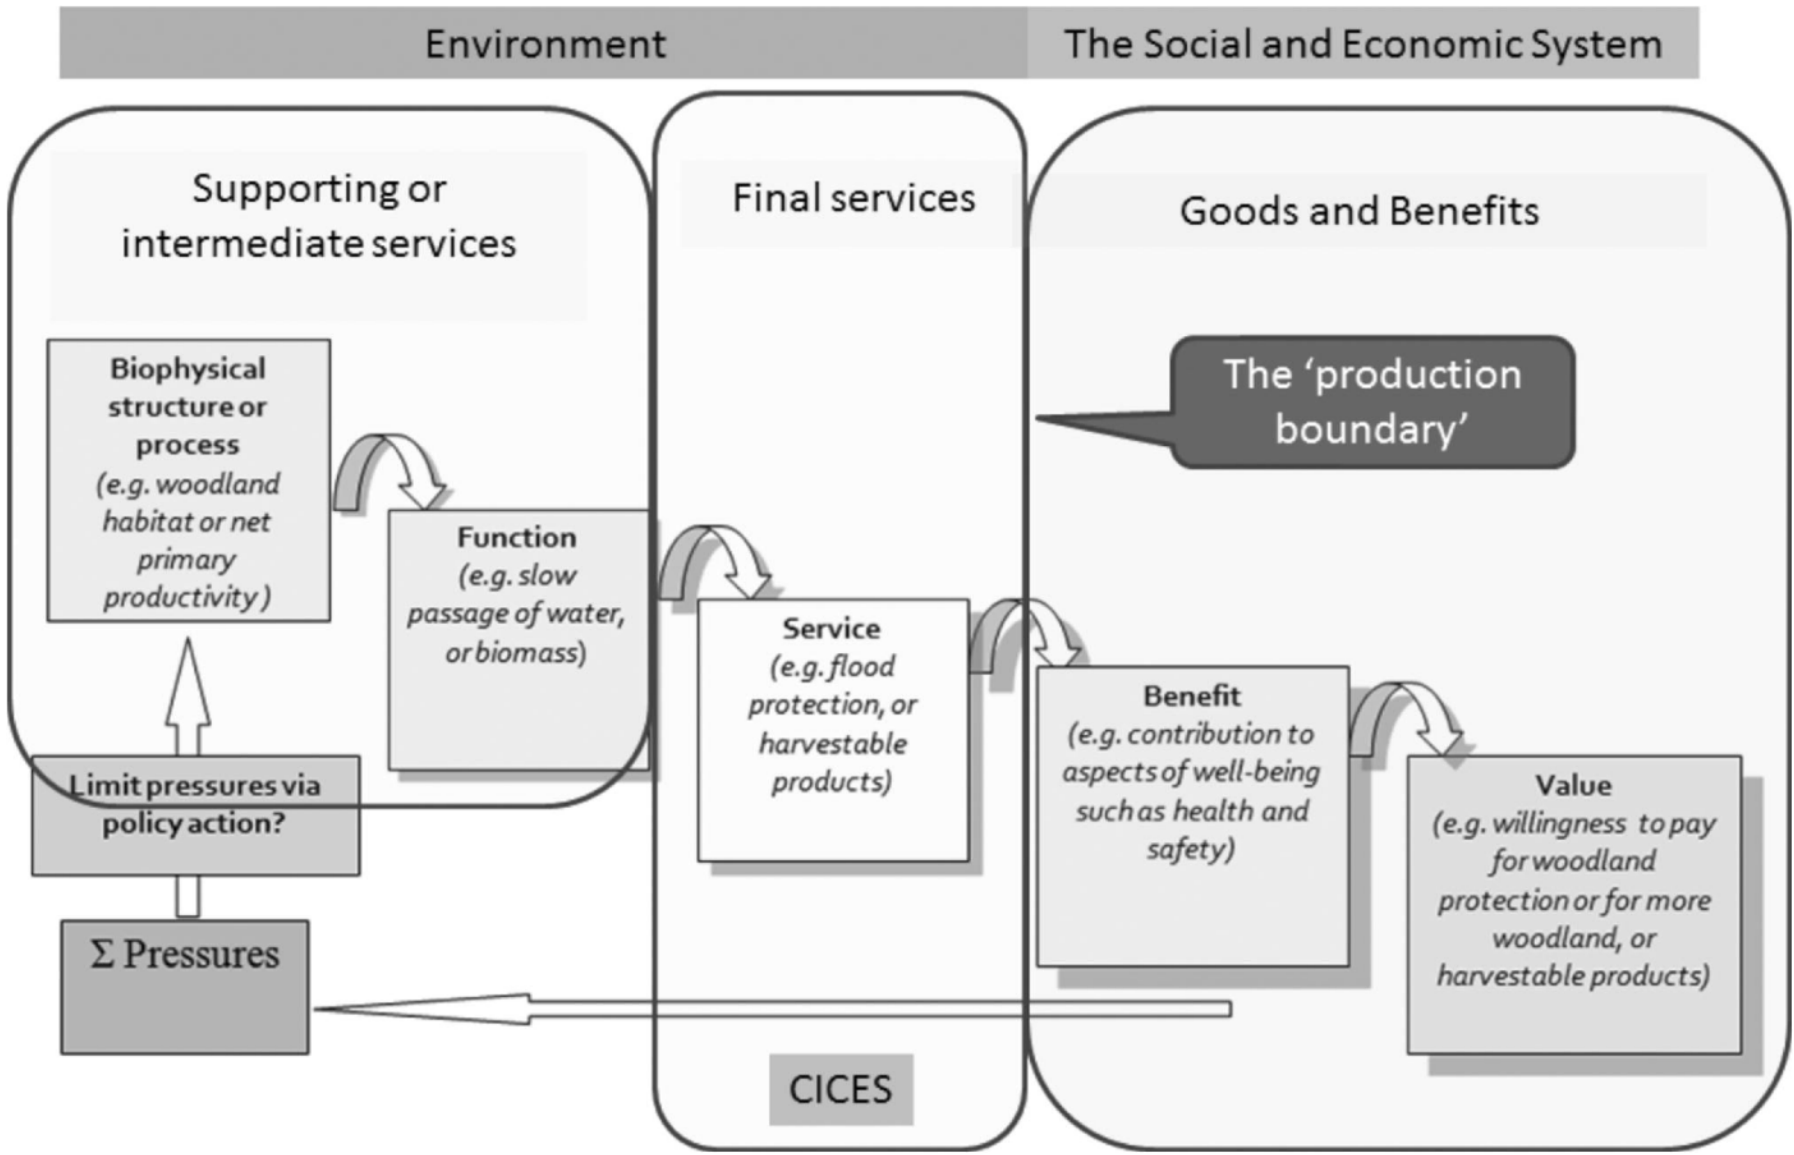 Environment
The Social and Economic System
Supporting or
intermediate services
Final services
Goods and Benefits
The ‘production
boundary’
Biophysical
structure or
process
(e.g. woodland
habitat or net
primary
productivity)
Function
(e.g. slow
passage of water,
or biomass)
Service
(e.g. flood
protection, or
harvestable
products)
Benefit
(e.g. contribution to
aspects of well-being
such as health and
safety)
Value
(e.g. willingness to pay
for woodland
protection or for more
woodland, or
harvestable products)
Limit pressures via
policy action?
Σ Pressures
CICES